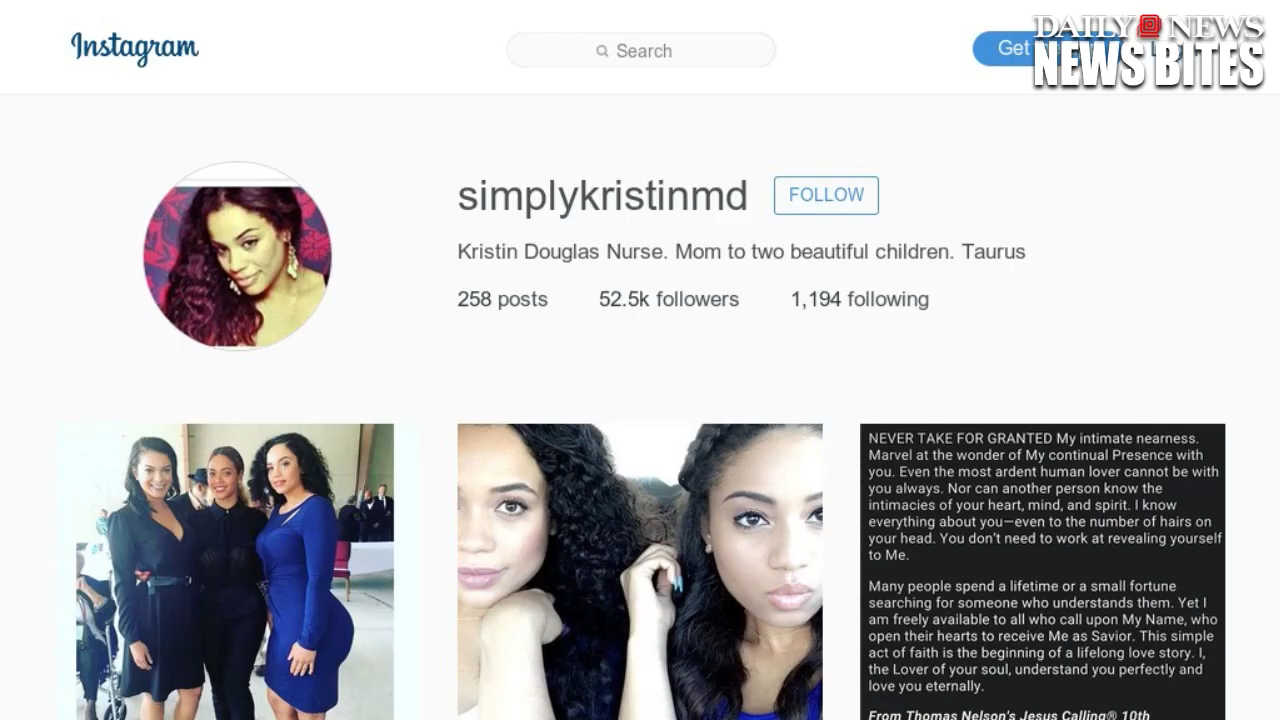 Instagram
Search
Get
DAILY NEWS
NEWS BITES
simplykristinmd
FOLLOW
Kristin Douglas Nurse. Mom to two beautiful children. Taurus
258 posts
52.5k followers
1,194 following
NEVER TAKE FOR GRANTED My intimate nearness.
Marvel at the wonder of My continual Presence with
you. Even the most ardent human lover cannot be with
you always. Nor can another person know the
intimacies of your heart, mind, and spirit. I know
everything about you—even to the number of hairs on
your head. You don't need to work at revealing yourself
to Me.
Many people spend a lifetime or a small fortune
searching for someone who understands them. Yet I
am freely available to all who call upon My Name, who
open their hearts to receive Me as Savior. This simple
act of faith is the beginning of a lifelong love story. I,
the Lover of your soul, understand you perfectly and
love you eternally.
From Thomas Nelson's Jesus Calling® 10th